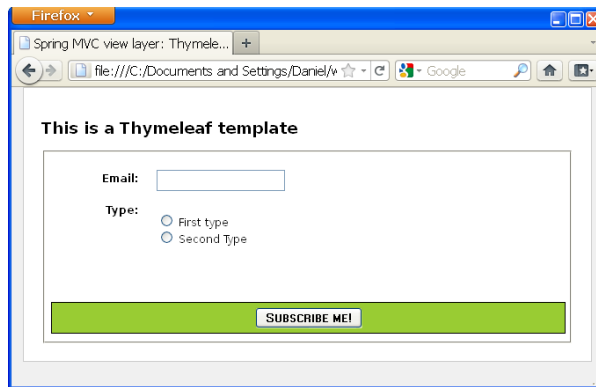 Firefox
Spring MVC view layer: Thymele... +
file:///C:/Documents and Settings/Daniel/w Google
This is a Thymeleaf template
Email:
Type:
First type
Second Type
SUBSCRIBE ME!